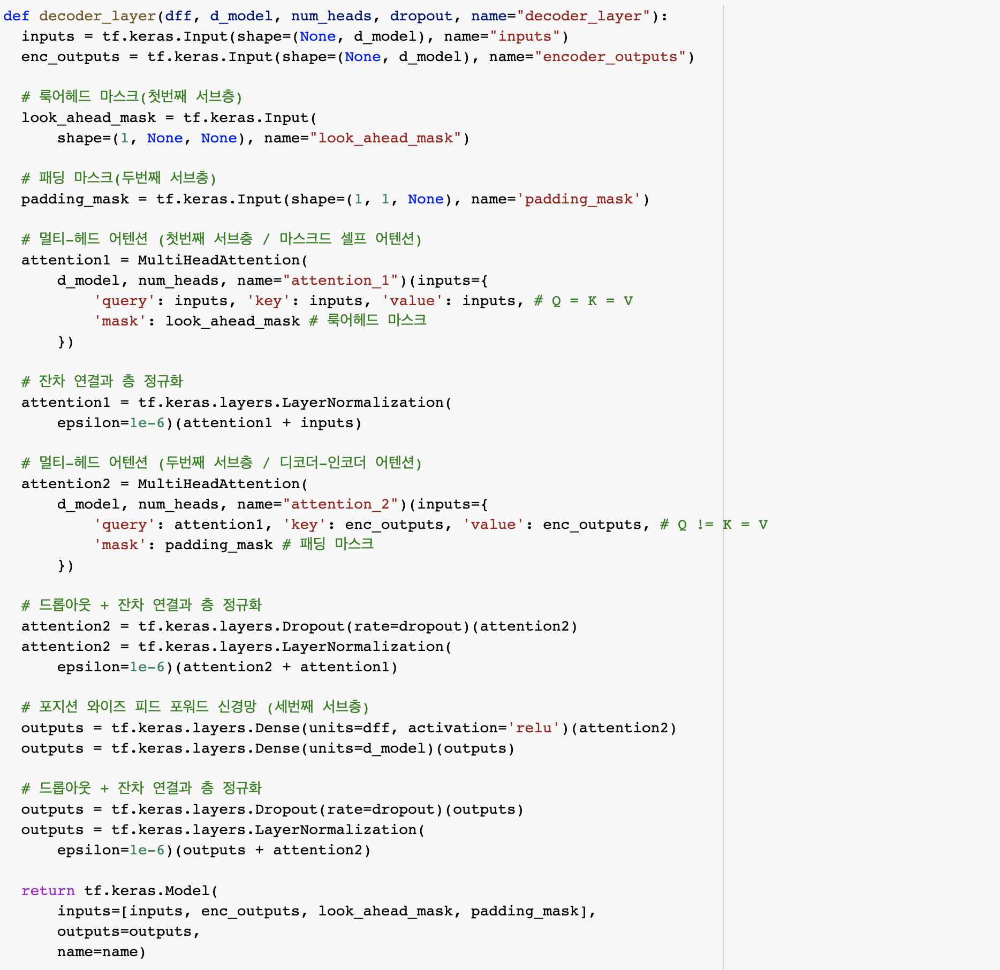 def decoder_layer(dff, d_model, num_heads, dropout, name="decoder_layer"):
  inputs = tf.keras.Input(shape=(None, d_model), name="inputs")
  enc_outputs = tf.keras.Input(shape=(None, d_model), name="encoder_outputs")

  # 룩어헤드 마스크(첫번째 서브층)
  look_ahead_mask = tf.keras.Input(
      shape=(1, None, None), name="look_ahead_mask")

  # 패딩 마스크(두번째 서브층)
  padding_mask = tf.keras.Input(shape=(1, 1, None), name='padding_mask')

  # 멀티-헤드 어텐션 (첫번째 서브층 / 마스크드 셀프 어텐션)
  attention1 = MultiHeadAttention(
      d_model, num_heads, name="attention_1")(inputs={
          'query': inputs, 'key': inputs, 'value': inputs, # Q = K = V
          'mask': look_ahead_mask # 룩어헤드 마스크
      })

  # 잔차 연결과 층 정규화
  attention1 = tf.keras.layers.LayerNormalization(
      epsilon=1e-6)(attention1 + inputs)

  # 멀티-헤드 어텐션 (두번째 서브층 / 디코더-인코더 어텐션)
  attention2 = MultiHeadAttention(
      d_model, num_heads, name="attention_2")(inputs={
          'query': attention1, 'key': enc_outputs, 'value': enc_outputs, # Q != K = V
          'mask': padding_mask # 패딩 마스크
      })

  # 드롭아웃 + 잔차 연결과 층 정규화
  attention2 = tf.keras.layers.Dropout(rate=dropout)(attention2)
  attention2 = tf.keras.layers.LayerNormalization(
      epsilon=1e-6)(attention2 + attention1)

  # 포지션 와이즈 피드 포워드 신경망 (세번째 서브층)
  outputs = tf.keras.layers.Dense(units=dff, activation='relu')(attention2)
  outputs = tf.keras.layers.Dense(units=d_model)(outputs)

  # 드롭아웃 + 잔차 연결과 층 정규화
  outputs = tf.keras.layers.Dropout(rate=dropout)(outputs)
  outputs = tf.keras.layers.LayerNormalization(
      epsilon=1e-6)(outputs + attention2)

  return tf.keras.Model(
      inputs=[inputs, enc_outputs, look_ahead_mask, padding_mask],
      outputs=outputs,
      name=name)